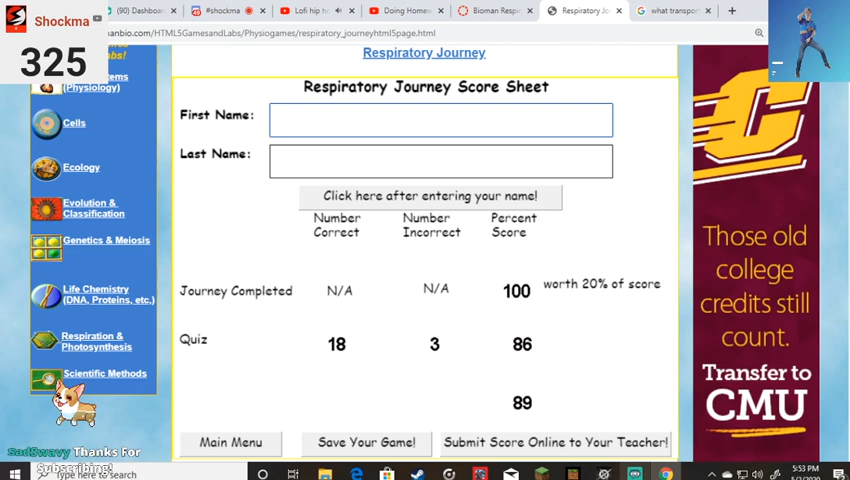 Shockma
325
(90) Dashboard
#shockma
Lofi hip h
Doing Homew
Bioman Respi
Respiratory Jo
what transport
anbio.com/HTML5GamesandLabs/Physiogames/respiratory_journeyhtml5page.html
Respiratory Journey
Respiratory Journey Score Sheet
First Name:
Last Name:
Click here after entering your name!
Number Correct
Number Incorrect
Percent Score
Journey Completed N/A N/A 100 worth 20% of score
Quiz 18 3 86
89
Main Menu
Save Your Game!
Submit Score Online to Your Teacher!
(Physiology)
Cells
Ecology
Evolution &
Classification
Genetics & Meiosis
Life Chemistry
(DNA, Proteins, etc.)
Respiration &
Photosynthesis
Scientific Methods
SadSwavy Thanks For
Subscribing!
Those old
college
credits still
count.
Transfer to
CMU
Type here to search
5:53 PM